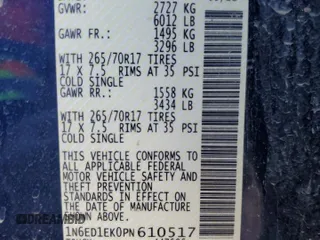 GVWR: 2727 KG
6012 LB
GAWR FR.: 1495 KG
3296 LB
WITH 265/70R17 TIRES
17 X 7.5 RIMS AT 35 PSI
COLD SINGLE
GAWR RR.: 1558 KG
3434 LB
WITH 265/70R17 TIRES
17 X 7.5 RIMS AT 35 PSI
COLD SINGLE
THIS VEHICLE CONFORMS TO
ALL APPLICABLE FEDERAL
MOTOR VEHICLE SAFETY
STANDARDS IN EFFECT ON
THE DATE OF
MANUFACTURE SHOWN ABOVE.
1N6ED1EK0PN610517